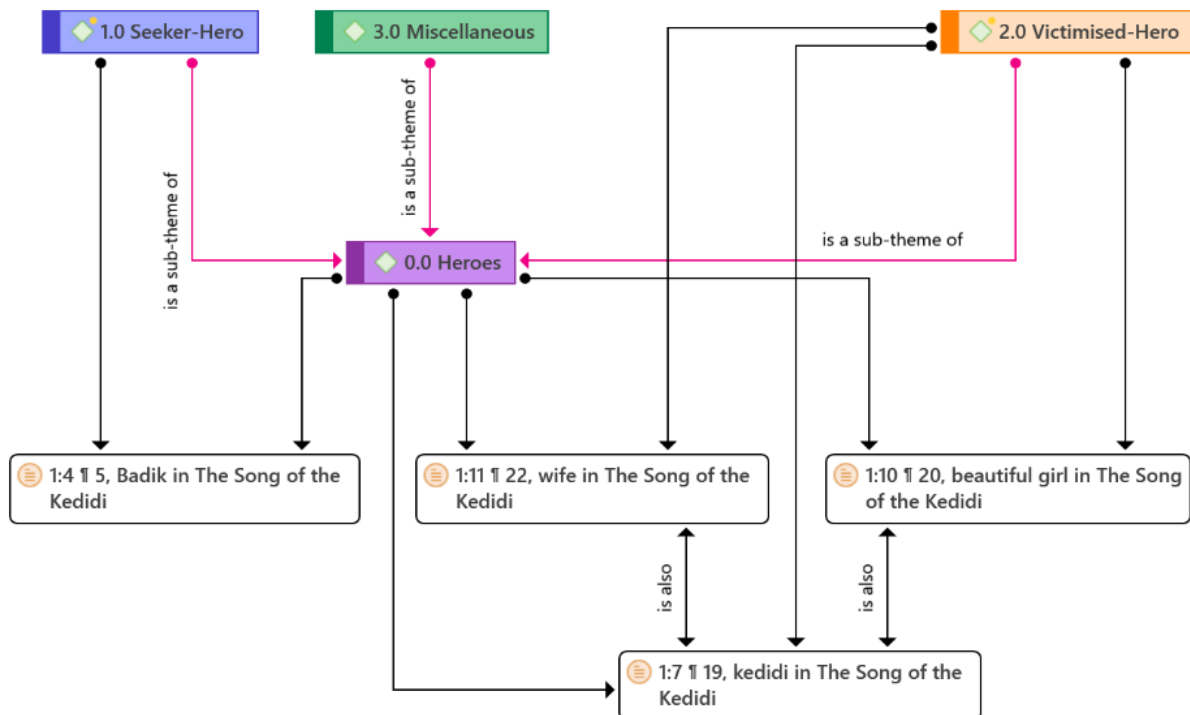 1.0 Seeker-Hero
3.0 Miscellaneous
2.0 Victimised-Hero
is a sub-theme of
is a sub-theme of
is a sub-theme of
0.0 Heroes
1:4 ¶ 5, Badik in The Song of the
Kedidi
1:11 ¶ 22, wife in The Song of the
Kedidi
1:10 ¶ 20, beautiful girl in The Song
of the Kedidi
is also
is also
1:7 ¶ 19, kedidi in The Song of the
Kedidi